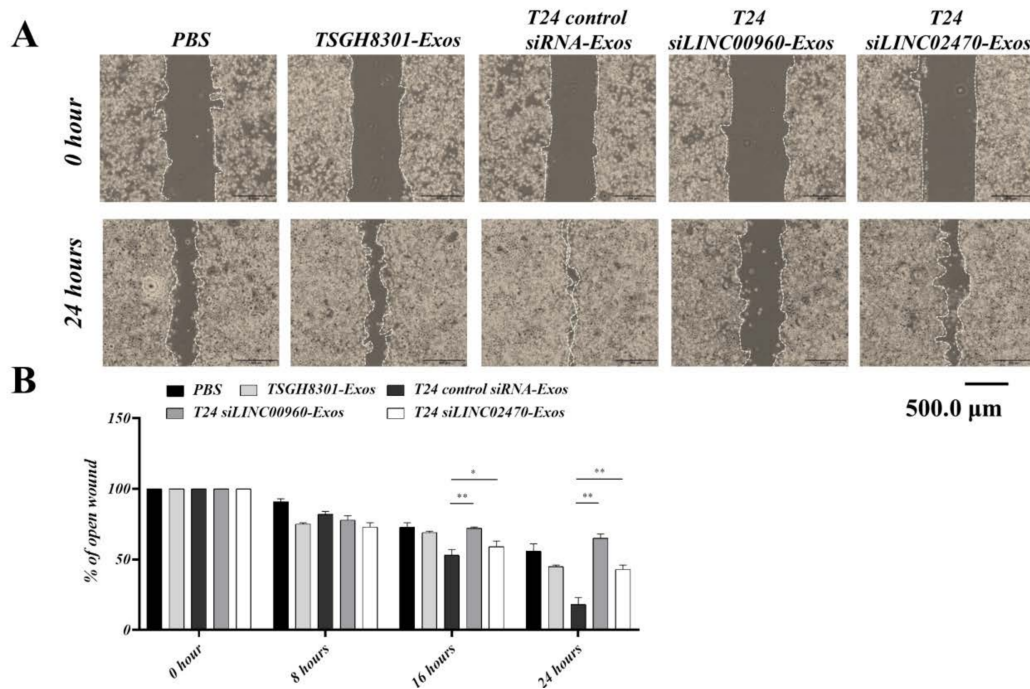 A
PBS
TSGH8301-Exos
T24 control
siRNA-Exos
T24
siLINC00960-Exos
T24
siLINC02470-Exos
0 hour
24 hours
B
500.0 μm
PBS
TSGH8301-Exos
T24 control siRNA-Exos
T24 siLINC00960-Exos
T24 siLINC02470-Exos
% of open wound
150
100
50
0
*
**
**
**
0 hour
8 hours
16 hours
24 hours